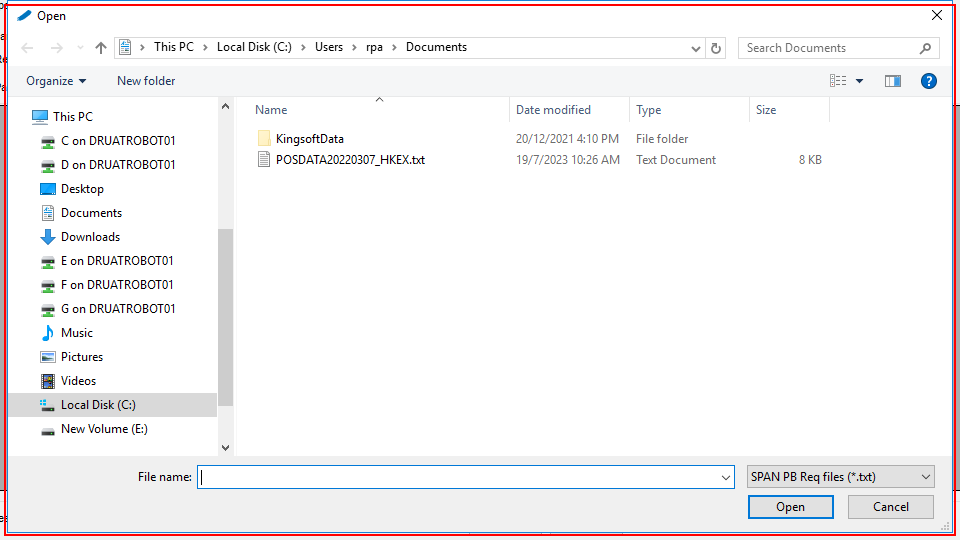 Open
This PC > Local Disk (C:) > Users > rpa > Documents
Search Documents
Organize
New folder
Name
Date modified
Type
Size
This PC
C on DRUATROBOT01
D on DRUATROBOT01
Desktop
Documents
Downloads
E on DRUATROBOT01
F on DRUATROBOT01
G on DRUATROBOT01
Music
Pictures
Videos
Local Disk (C:)
New Volume (E:)
KingsoftData 20/12/2021 4:10 PM File folder
POSDATA20220307_HKEX.txt 19/7/2023 10:26 AM Text Document 8 KB
File name:
SPAN PB Req files (*.txt)
Open
Cancel